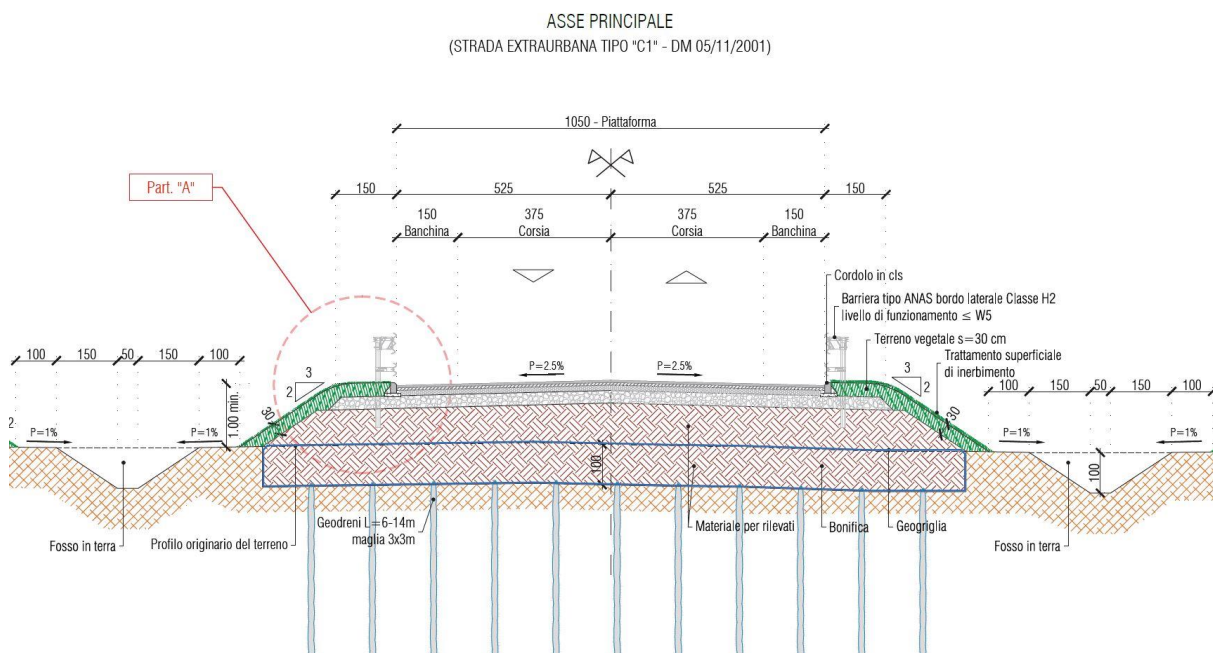 ASSE PRINCIPALE
(STRADA EXTRAURBANA TIPO "C1" - DM 05/11/2001)
1050 - Piattaforma
Part. "A"
150 525 525 150
150 375 375 150
Banchina Corsia Corsia Banchina
Cordolo in cls
Barriera tipo ANAS bordo laterale Classe H2
livello di funzionamento ≤ W5
Terreno vegetale s=30 cm
Trattamento superficiale
di inerbimento
100 150 50 150 100
3
2
P=2.5% P=2.5%
3
2
100 150 50 150 100
1.00 min.
30
30
2
P=1% P=1%
P=1% P=1%
100
100
Geodreni L=6-14m
maglia 3x3m
Materiale per rilevati
Bonifica
Geogriglia
Fosso in terra
Profilo originario del terreno
Fosso in terra